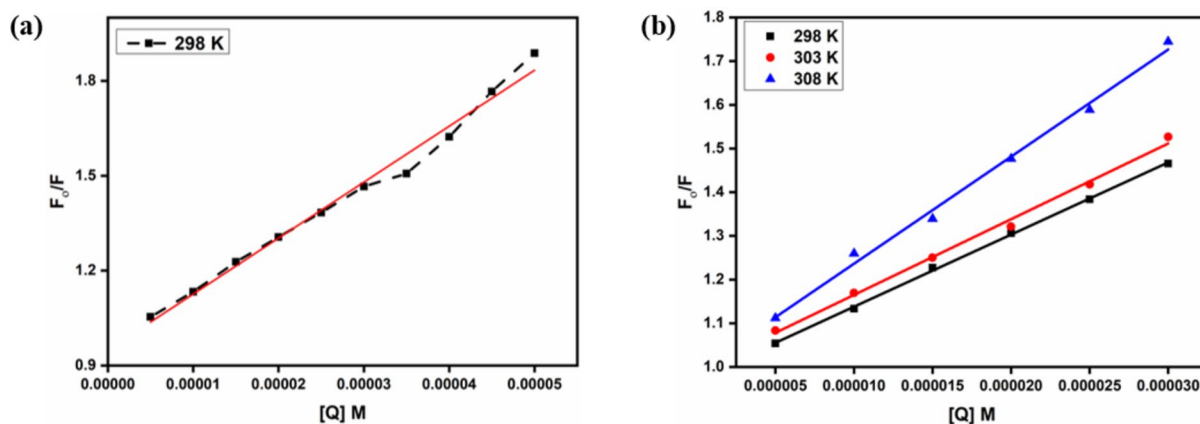 (a)
298 K
1.8
1.5
1.2
0.9
Fo/F
0.00000 0.00001 0.00002 0.00003 0.00004 0.00005
[Q] M
(b)
298 K
303 K
308 K
1.8
1.7
1.6
1.5
1.4
1.3
1.2
1.1
1.0
Fo/F
0.000005 0.000010 0.000015 0.000020 0.000025 0.000030
[Q] M